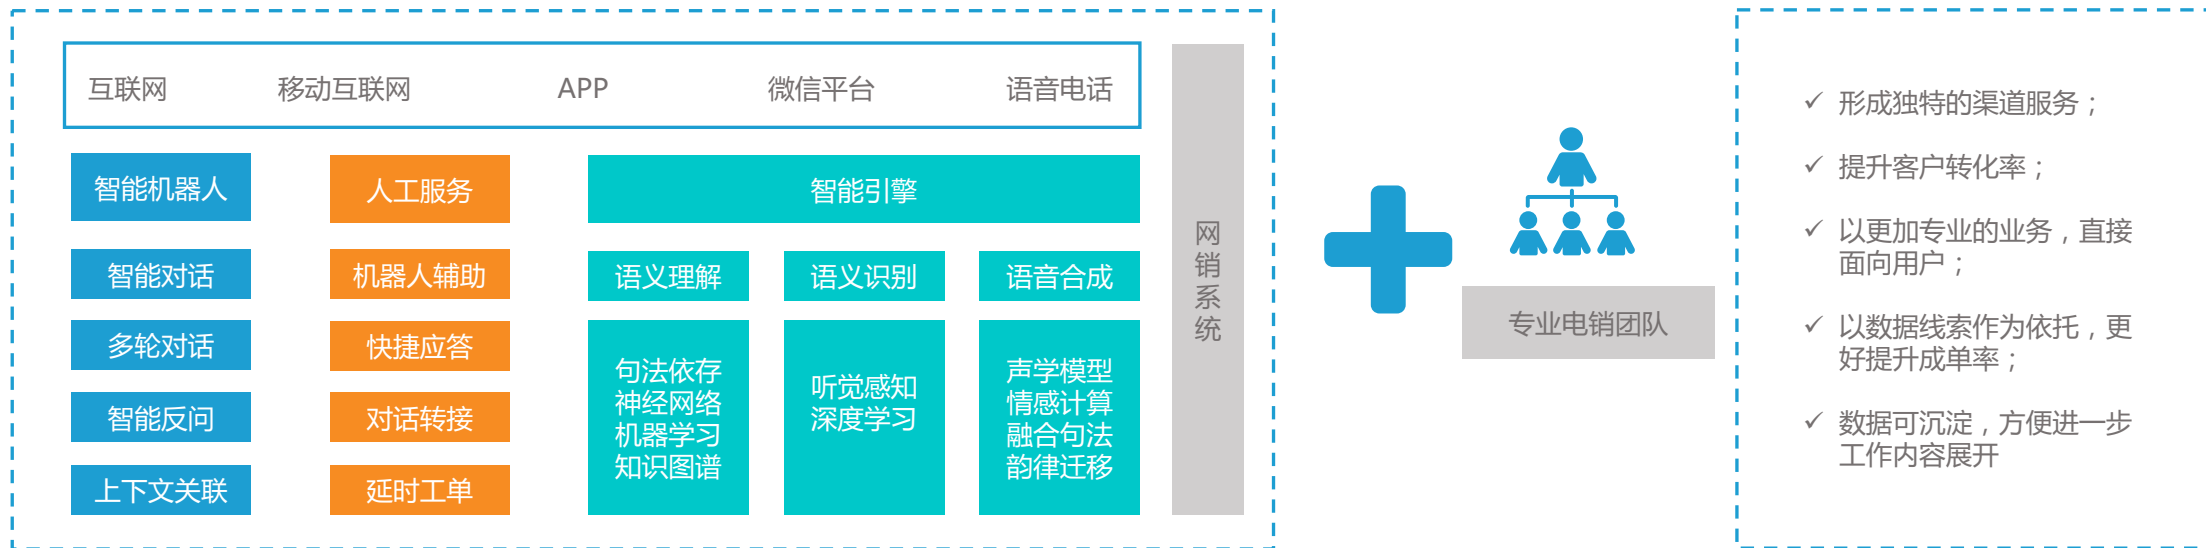 互联网 移动互联网 APP 微信平台 语音电话
智能机器人
智能对话
多轮对话
智能反问
上下文关联
人工服务
机器人辅助
快捷应答
对话转接
延时工单
智能引擎
语义理解
句法依存
神经网络
机器学习
知识图谱
语义识别
听觉感知
深度学习
语音合成
声学模型
情感计算
融合句法
韵律迁移
网销系统
专业电销团队
✓ 形成独特的渠道服务；
✓ 提升客户转化率；
✓ 以更加专业的业务，直接
面向用户；
✓ 以数据线索作为依托，更
好提升成单率；
✓ 数据可沉淀，方便进一步
工作内容展开